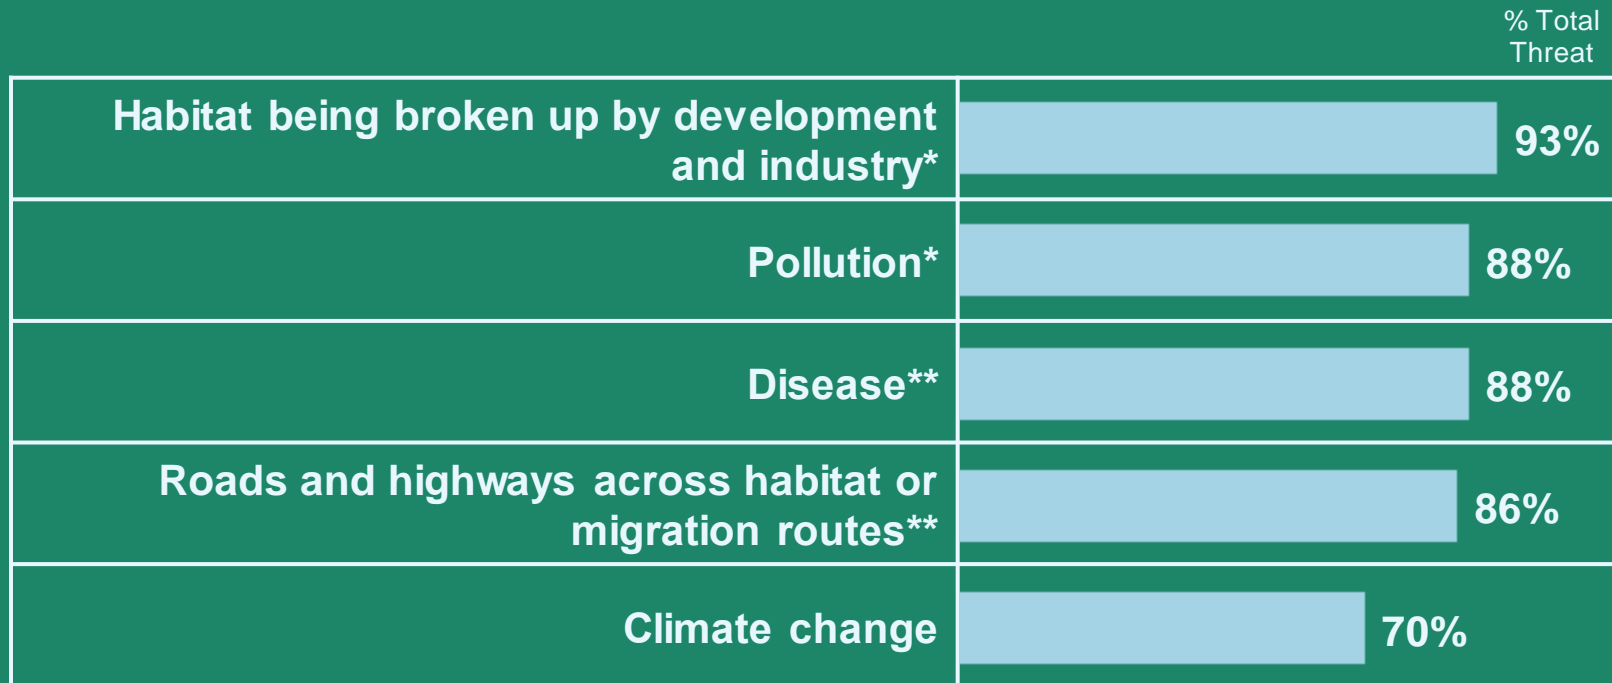 % Total
Threat
Habitat being broken up by development
and industry*
93%
Pollution*
88%
Disease**
88%
Roads and highways across habitat or
migration routes**
86%
Climate change
70%